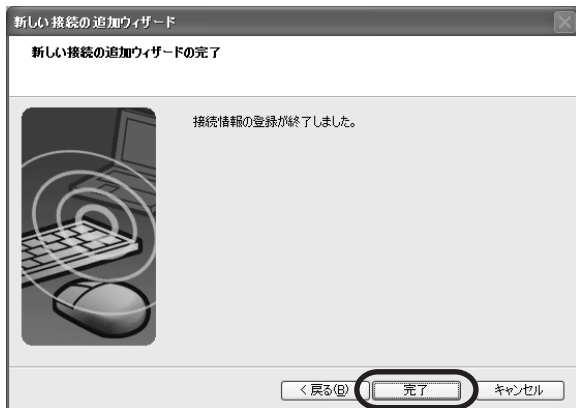 新しい接続の追加ウィザード
新しい接続の追加ウィザードの完了
接続情報の登録が終了しました。
< 戻る(B) 完了 キャンセル